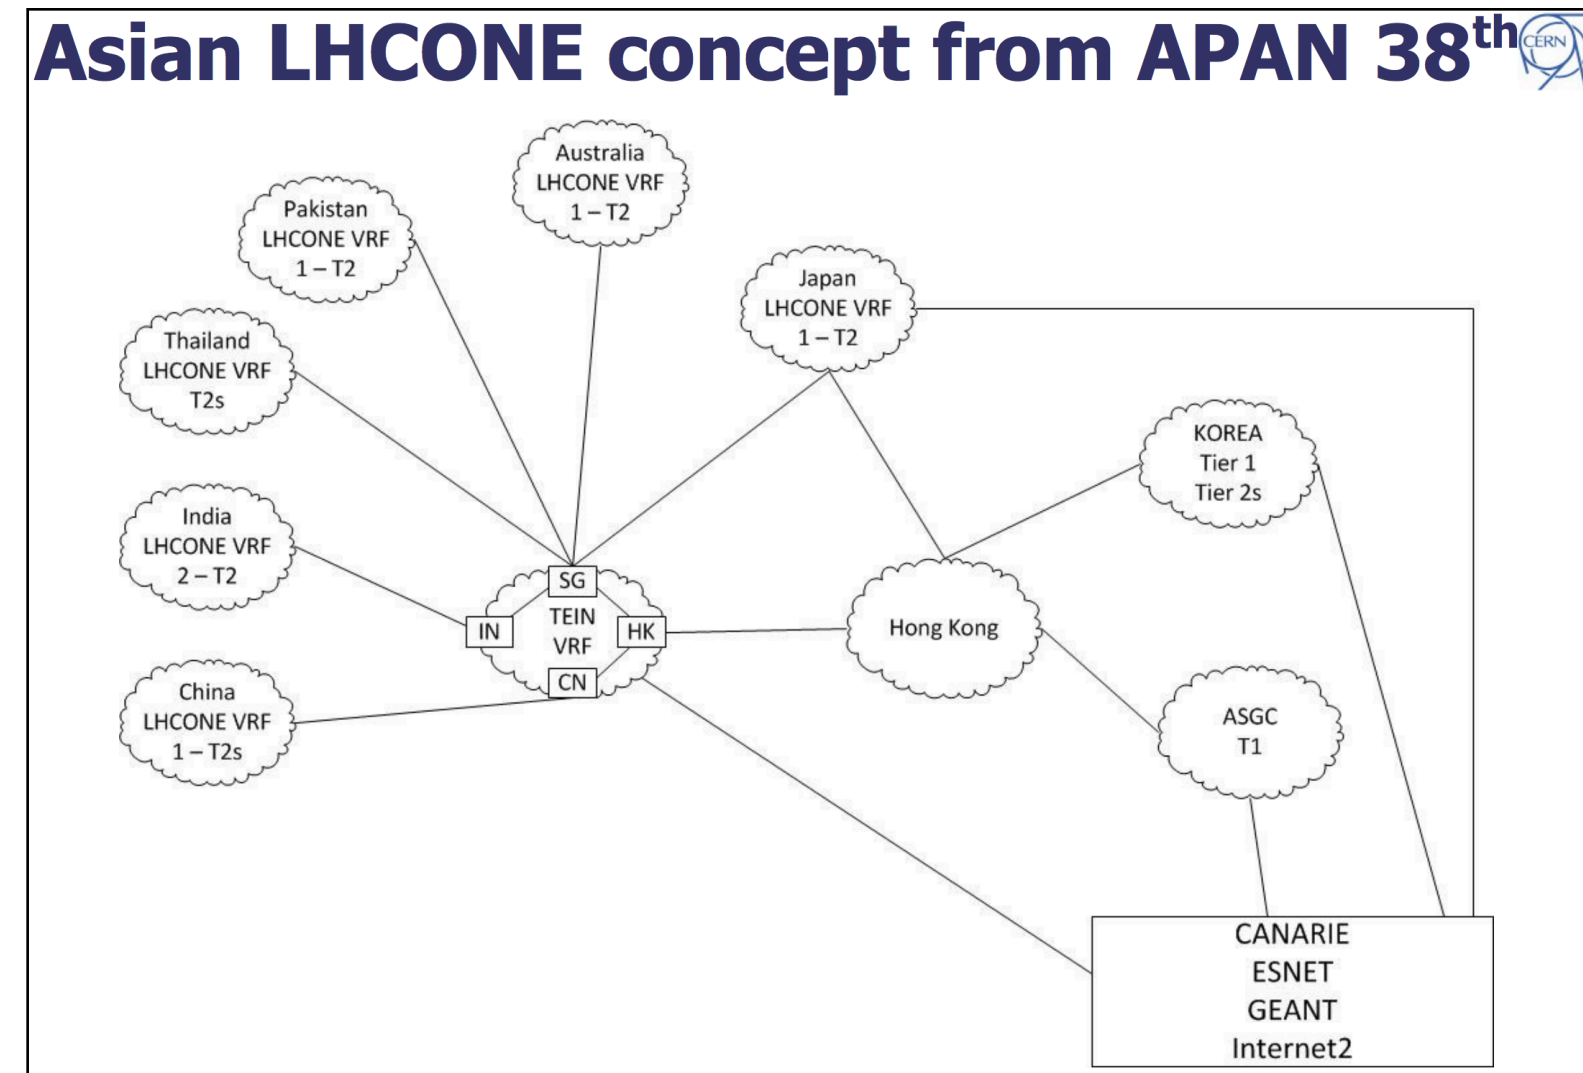 Asian LHCONE concept from APAN 38th
CERN
Australia
LHCONE VRF
1 – T2
Pakistan
LHCONE VRF
1 – T2
Japan
LHCONE VRF
1 – T2
Thailand
LHCONE VRF
T2s
KOREA
Tier 1
Tier 2s
India
LHCONE VRF
2 – T2
SG
TEIN
VRF
IN
HK
CN
Hong Kong
China
LHCONE VRF
1 – T2s
ASGC
T1
CANARIE
ESNET
GEANT
Internet2